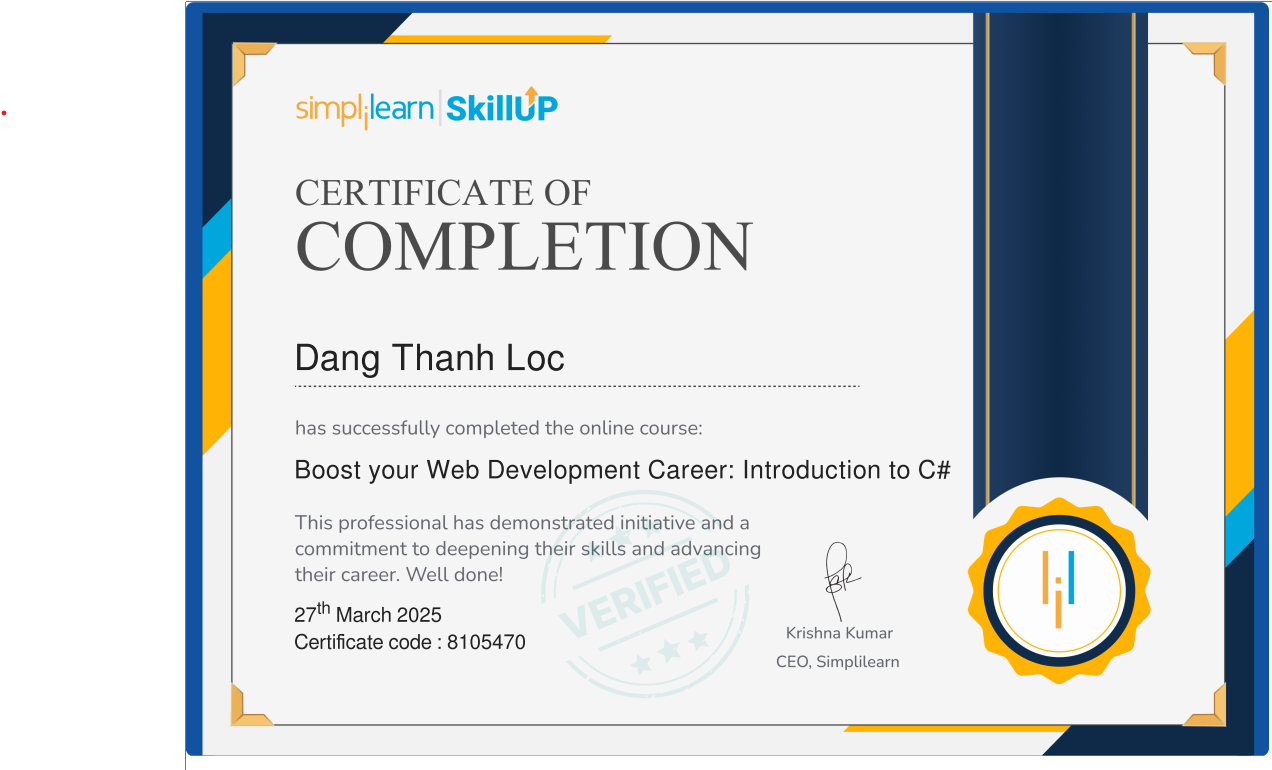 simplilearn | SkillUP
CERTIFICATE OF
COMPLETION
Dang Thanh Loc
has successfully completed the online course:
Boost your Web Development Career: Introduction to C#
This professional has demonstrated initiative and a
commitment to deepening their skills and advancing
their career. Well done!
27th March 2025
Certificate code : 8105470
VERIFIED
Krishna Kumar
CEO, Simplilearn